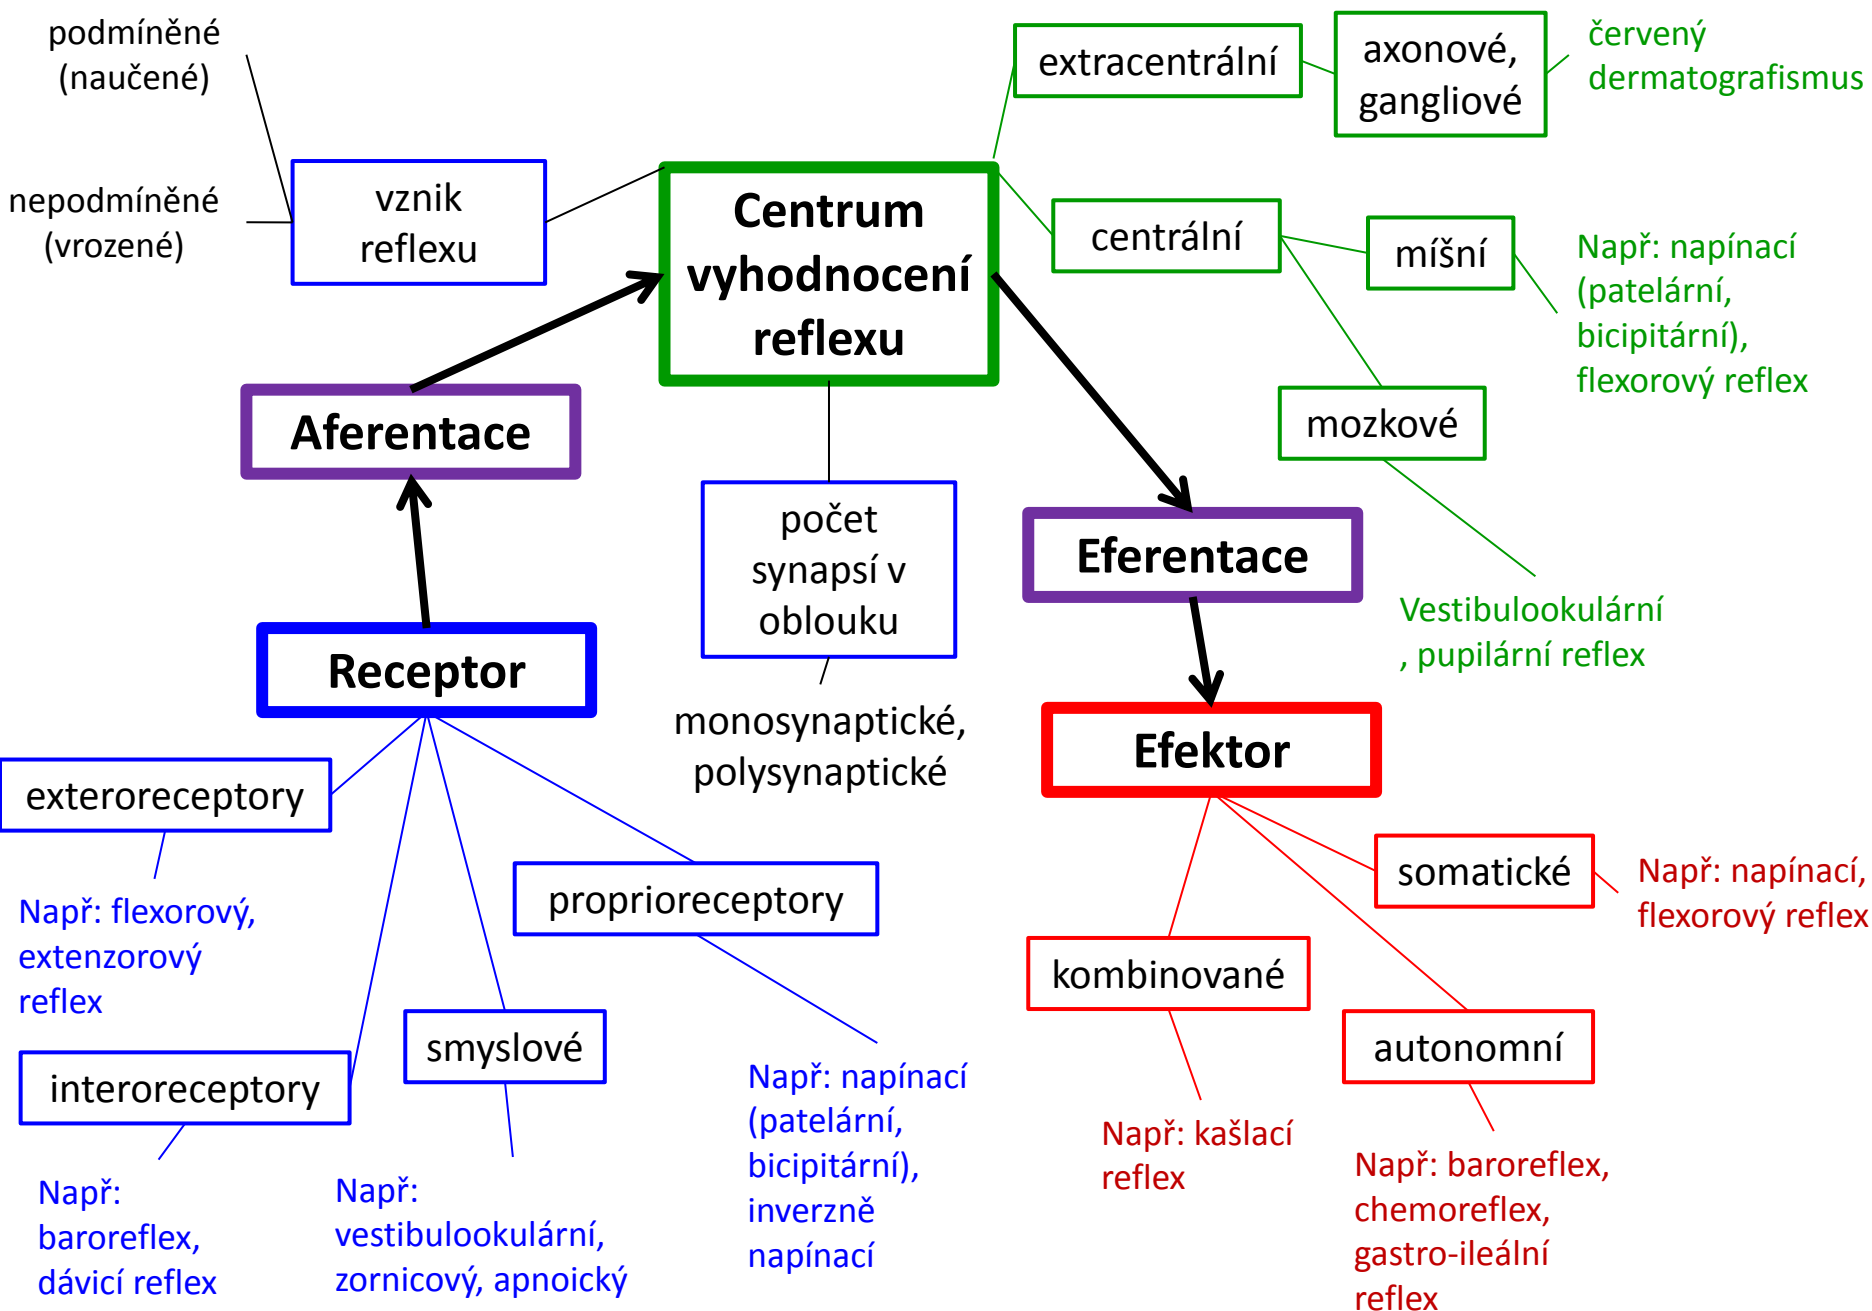 podmíněné
(naučené)
nepodmíněné
(vrozené)
vznik
reflexu
Centrum
vyhodnocení
reflexu
extracentrální
axonové,
gangliové
červený
dermatografismus
centrální
míšní
Např: napínací
(patelární,
bicipitární),
flexorový reflex
mozkové
Vestibulookulární
, pupilární reflex
Aferentace
počet
synapsí v
oblouku
monosynaptické,
polysynaptické
Eferentace
Receptor
Efektor
exteroreceptory
Např: flexorový,
extenzorový
reflex
interoreceptory
Např:
baroreflex,
dávicí reflex
smyslové
Např:
vestibulookulární,
zornicový, apnoický
proprioreceptory
Např: napínací
(patelární,
bicipitární),
inverzně
napínací
somatické
Např: napínací,
flexorový reflex
kombinované
Např: kašlací
reflex
autonomní
Např: baroreflex,
chemoreflex,
gastro-ileální
reflex